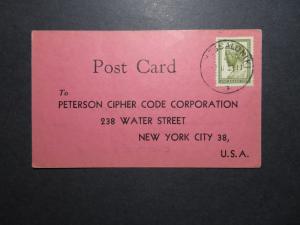 Post Card
To
PETERSON CIPHER CODE CORPORATION
238 WATER STREET
NEW YORK CITY 38,
U.S.A.